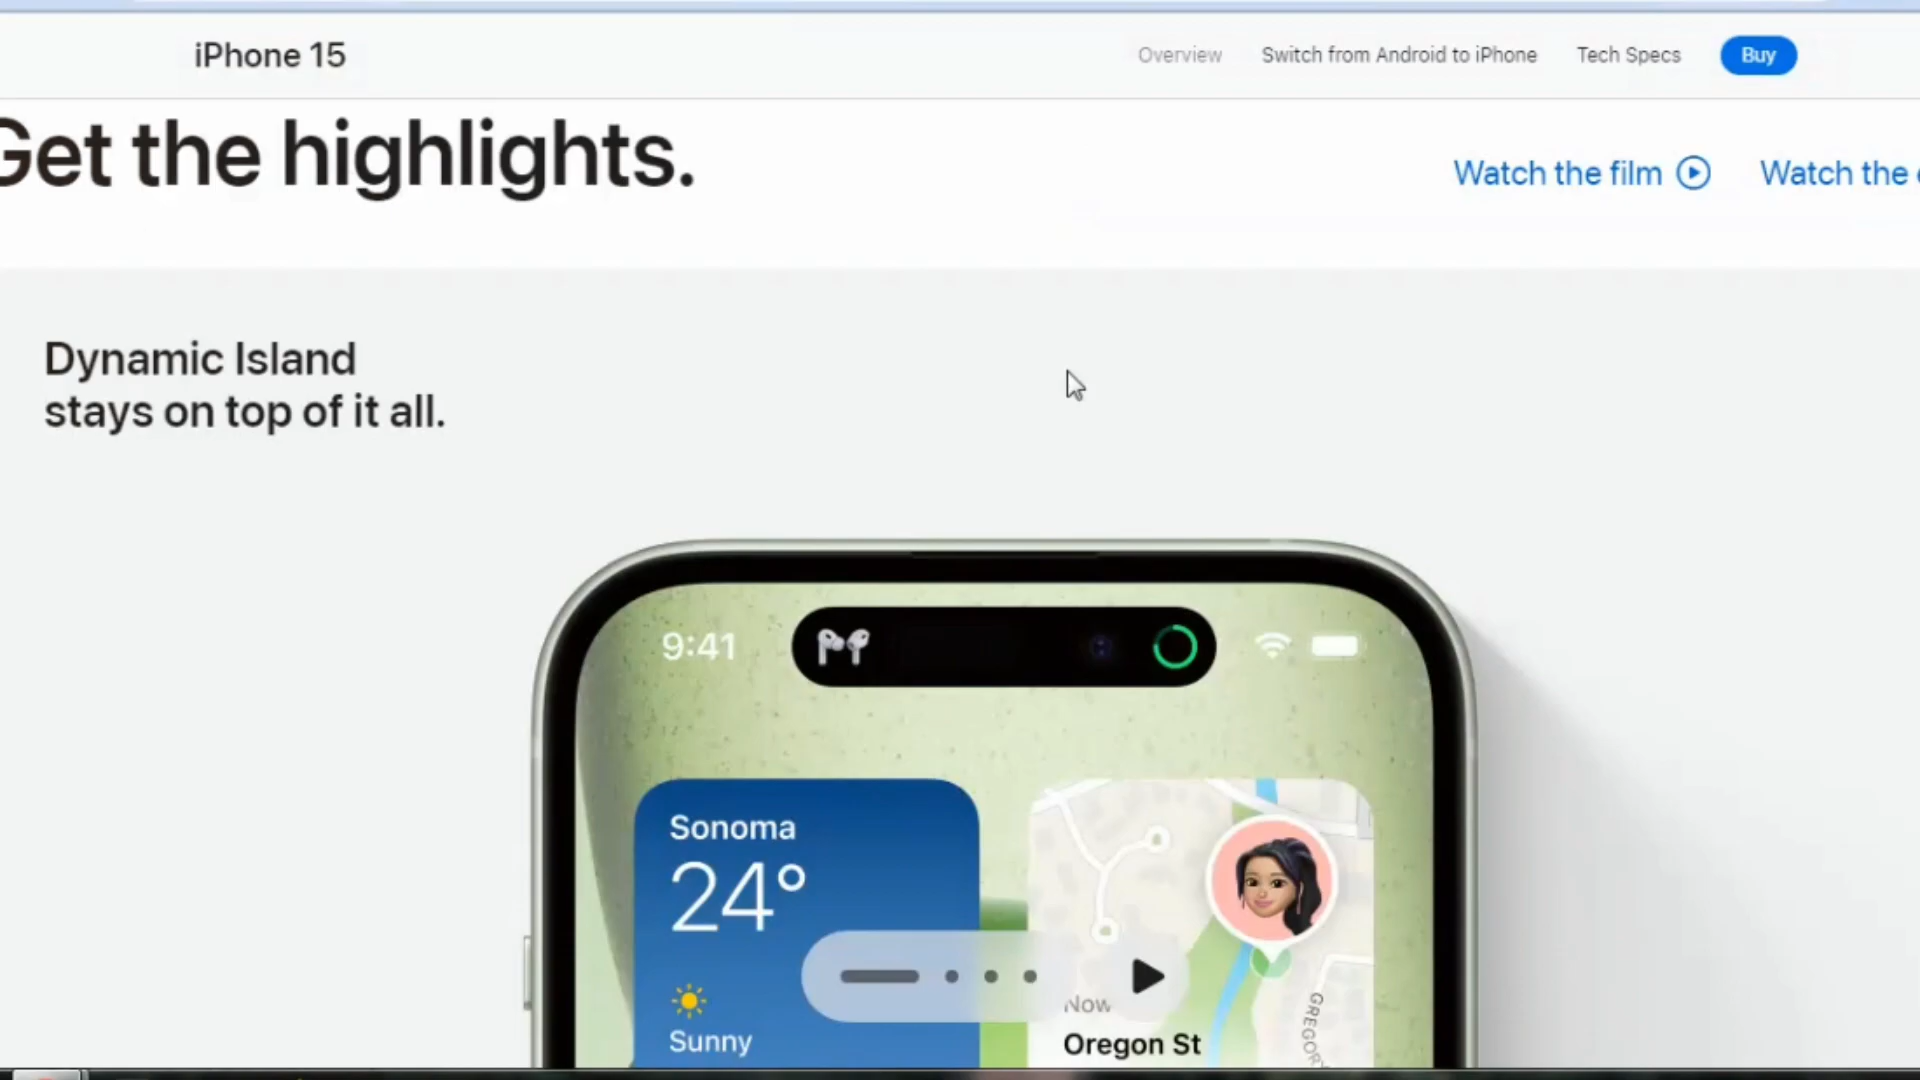 iPhone 15
Overview
Switch from Android to iPhone
Tech Specs
Buy
Get the highlights.
Watch the film
Watch the
Dynamic Island
stays on top of it all.
9:41
Sonoma
24°
Sunny
Now
Oregon St
GREGORY